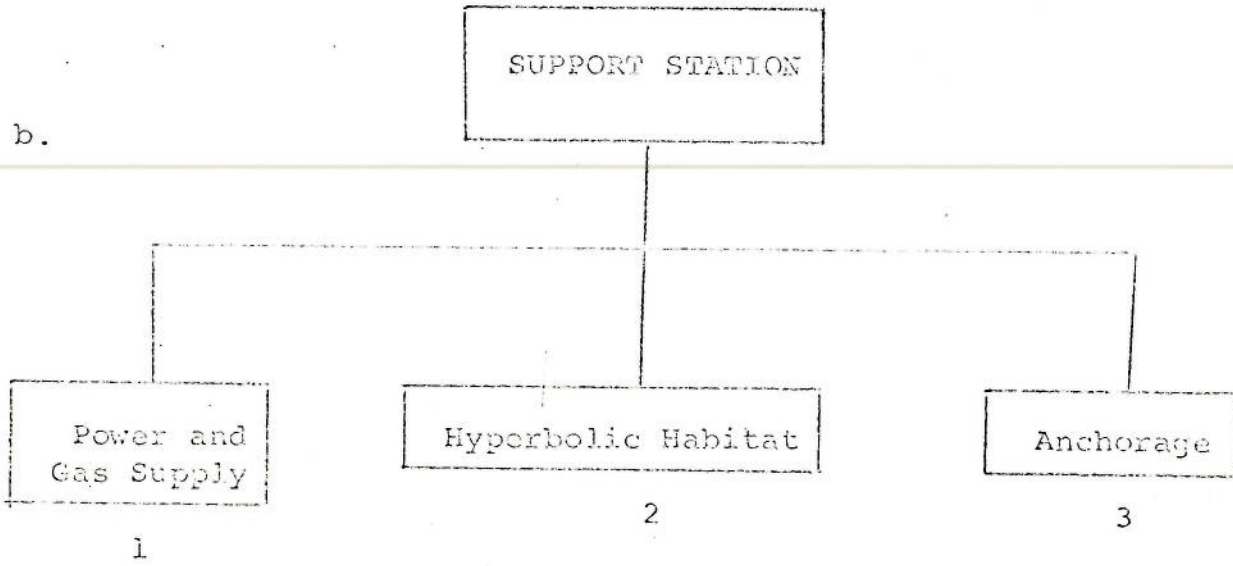 SUPPORT STATION
b.
Power and
Gas Supply
Hyperbolic Habitat
Anchorage
1
2
3